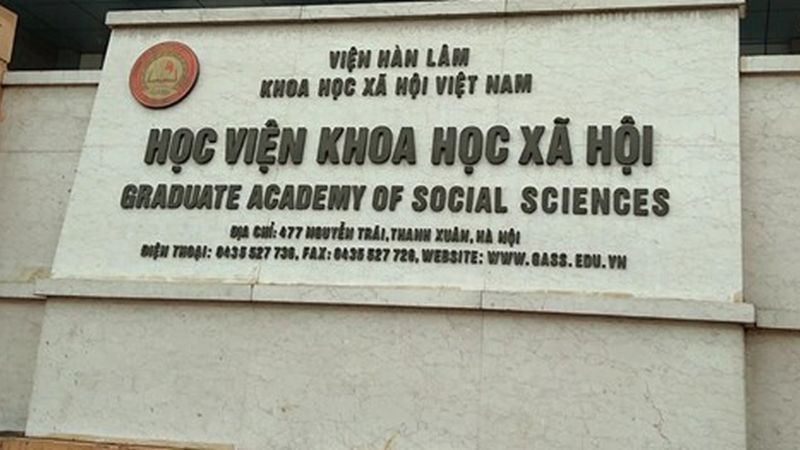 VIỆN HÀN LÂM
KHOA HỌC XÃ HỘI VIỆT NAM
HỌC VIỆN KHOA HỌC XÃ HỘI
GRADUATE ACADEMY OF SOCIAL SCIENCES
ĐỊA CHỈ: 477 NGUYỄN TRÃI, THANH XUÂN, HÀ NỘI
ĐIỆN THOẠI: 0435 527 736, FAX: 0435 527 726, WEBSITE: WWW.GASS.EDU.VN